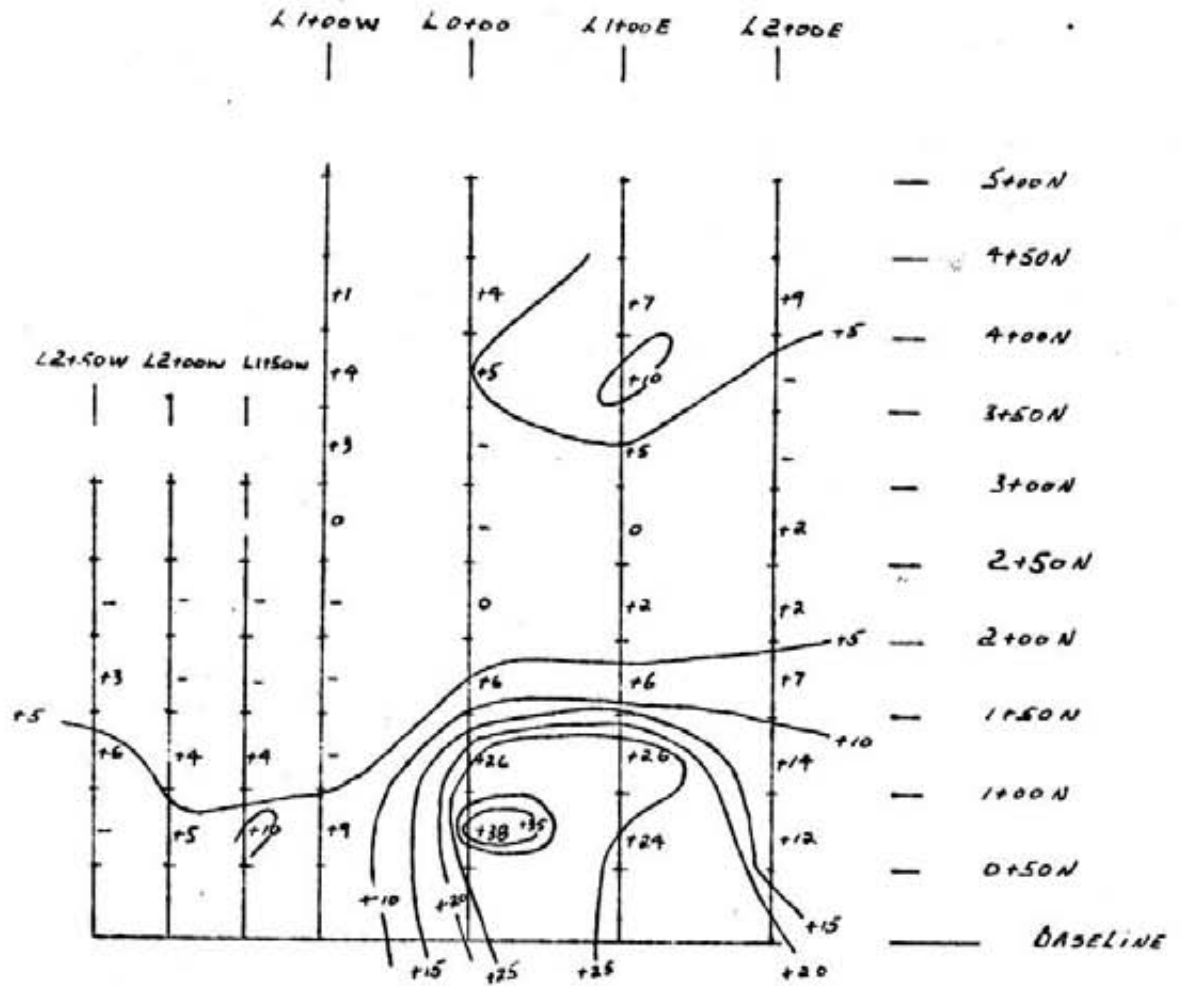 L1+00W L0+00 L1+00E L2+00E
5+00N
4+50N
+1 +4 +7 +9
+5
4+00N
L2+50W L2+00W L1+50W
+4 +5 +10 -
3+50N
+3 - +5 -
3+00N
0 - 0 +2
2+50N
- - - - 0 +2 +2
+5
2+00N
+3 - - +6 +6 +7
+5
1+50N
+10
+6 +4 +4 - +26 +26 +14
1+00N
- +5 +10 +9 +38 +35 +24 +12
0+50N
+10 +20
+15
BASELINE
+15 +25 +25 +20